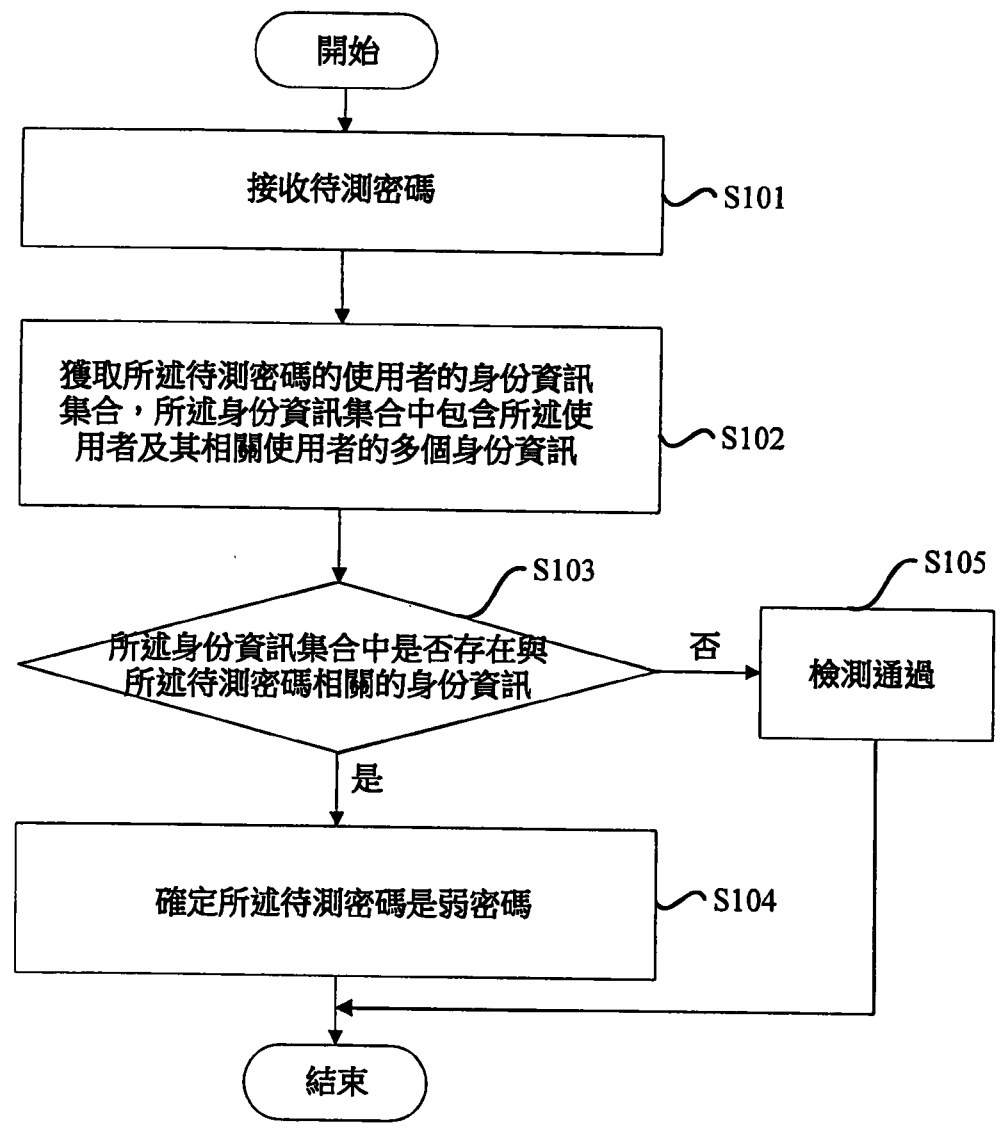 開始
接收待測密碼
S101
獲取所述待測密碼的使用者的身份資訊
集合，所述身份資訊集合中包含所述使
用者及其相關使用者的多個身份資訊
S102
S103
所述身份資訊集合中是否存在與
所述待測密碼相關的身份資訊
否
S105
檢測通過
是
確定所述待測密碼是弱密碼
S104
結束